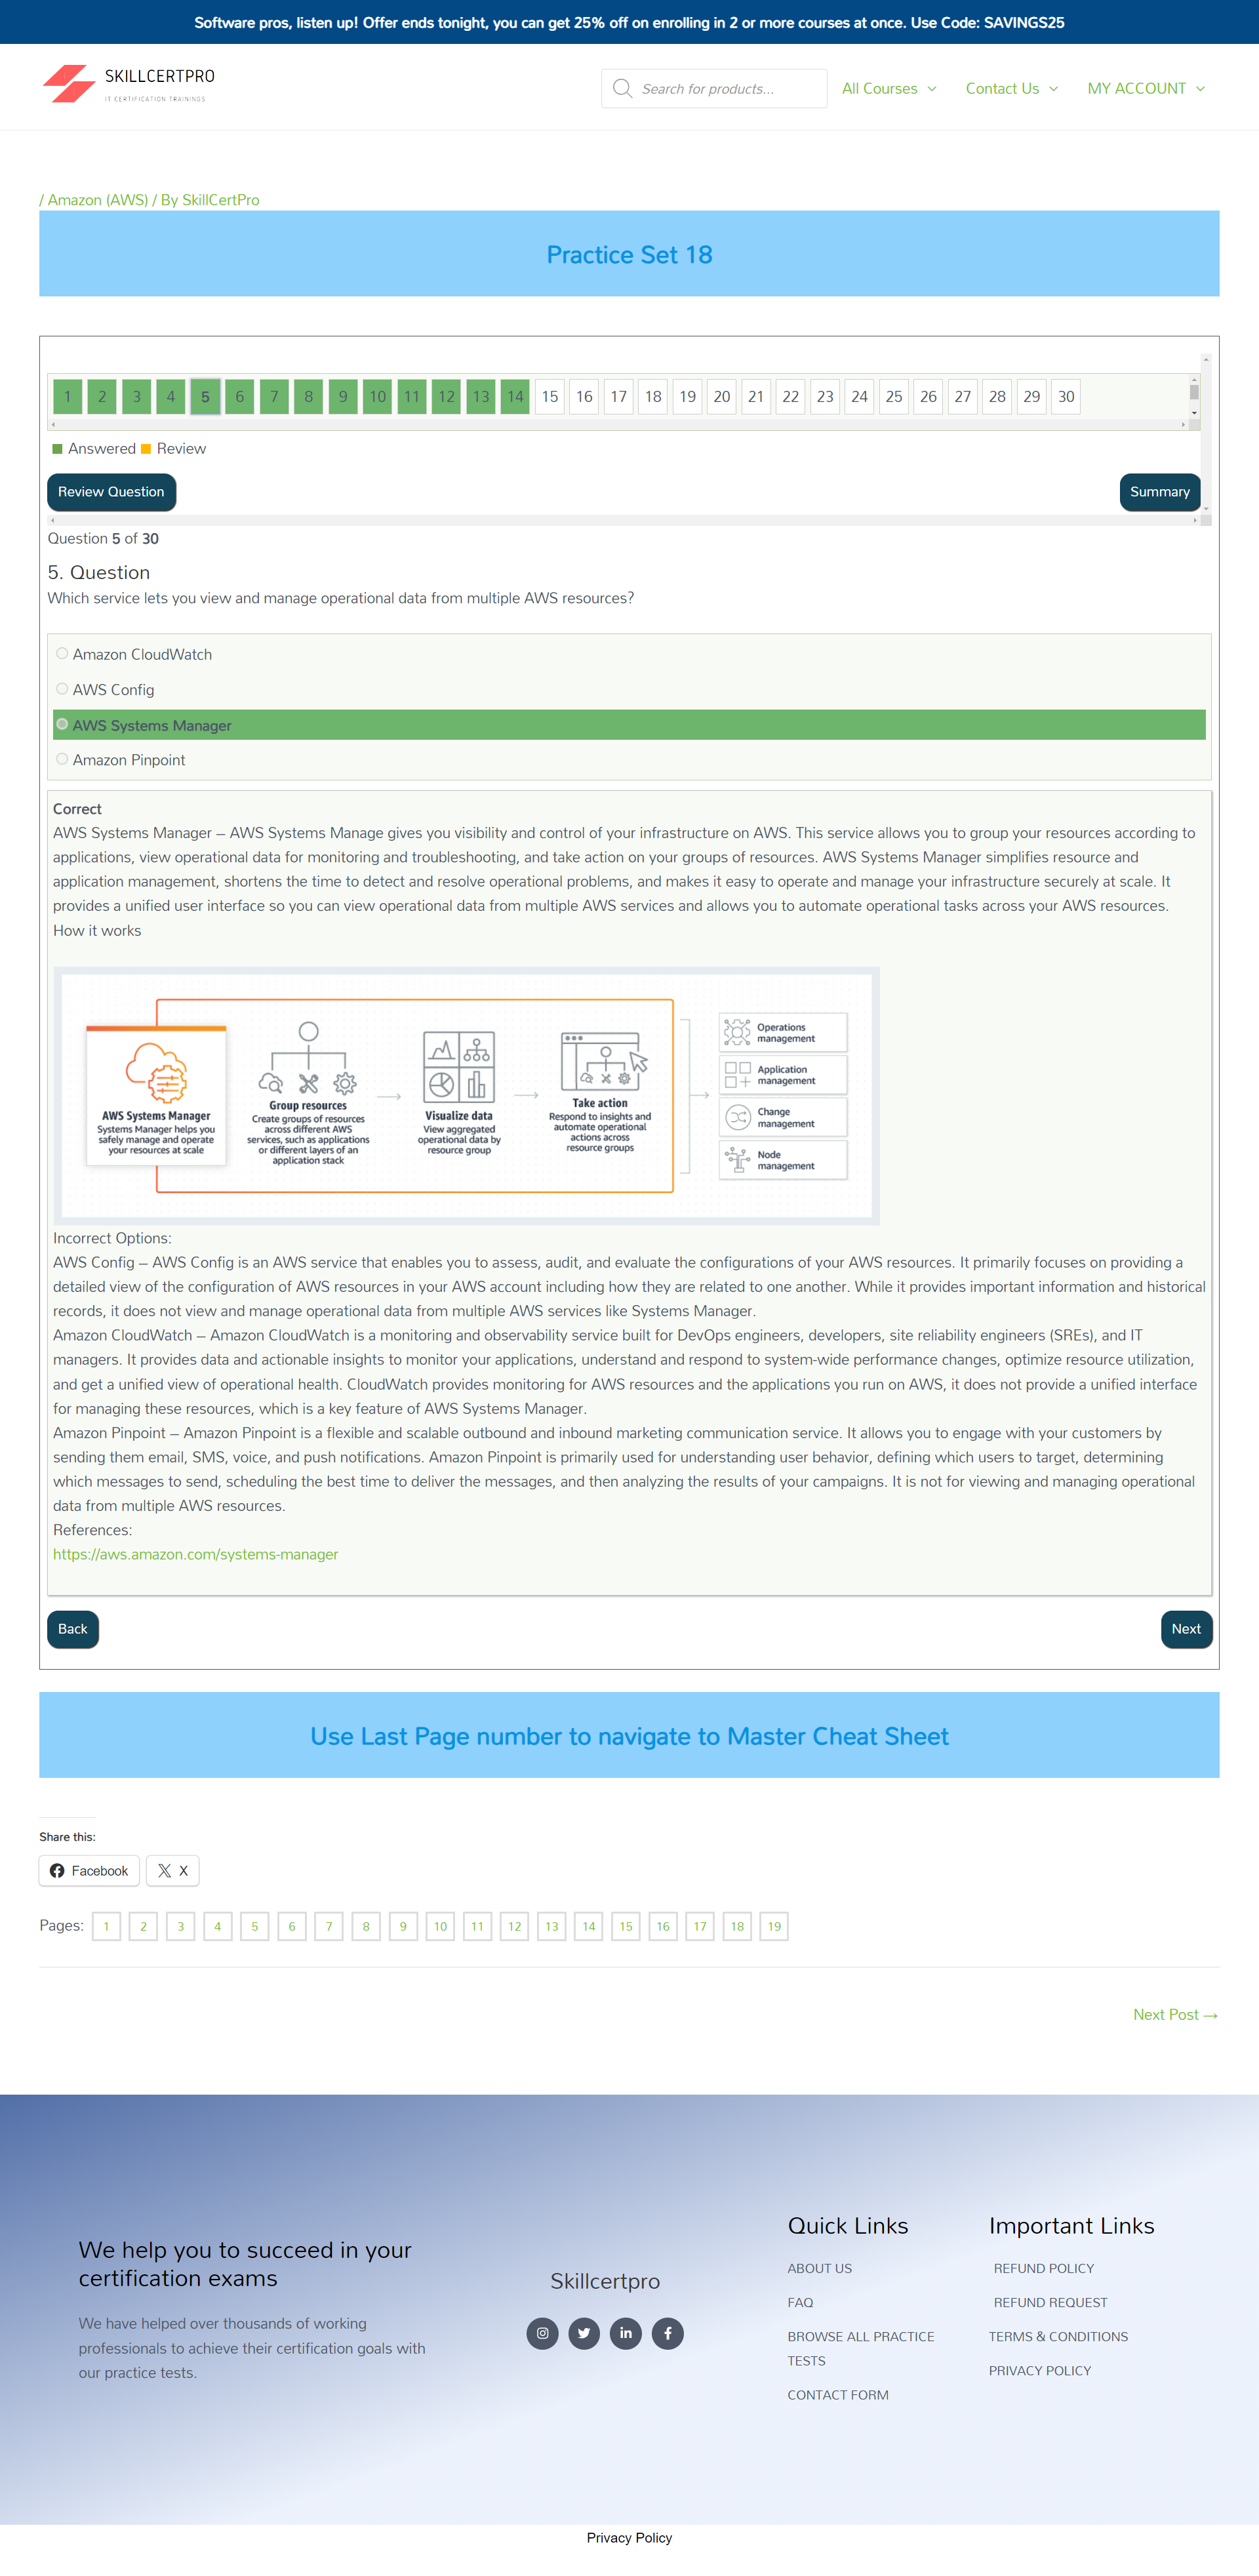 Software pros, listen up! Offer ends tonight, you can get 25% off on enrolling in 2 or more courses at once. Use Code: SAVINGS25
SKILLCERTPRO
IT CERTIFICATION TRAININGS
Search for products...
All Courses
Contact Us
MY ACCOUNT
/ Amazon (AWS) / By SkillCertPro
Practice Set 18
1 2 3 4 5 6 7 8 9 10 11 12 13 14 15 16 17 18 19 20 21 22 23 24 25 26 27 28 29 30
Answered Review
Review Question
Summary
Question 5 of 30
5. Question
Which service lets you view and manage operational data from multiple AWS resources?
Amazon CloudWatch
AWS Config
AWS Systems Manager
Amazon Pinpoint
Correct
AWS Systems Manager – AWS Systems Manage gives you visibility and control of your infrastructure on AWS. This service allows you to group your resources according to
applications, view operational data for monitoring and troubleshooting, and take action on your groups of resources. AWS Systems Manager simplifies resource and
application management, shortens the time to detect and resolve operational problems, and makes it easy to operate and manage your infrastructure securely at scale. It
provides a unified user interface so you can view operational data from multiple AWS services and allows you to automate operational tasks across your AWS resources.
How it works
AWS Systems Manager
Systems Manager helps you
safely manage and operate
your resources at scale
Group resources
Create groups of resources
across different AWS
services, such as applications
or different layers of an
application stack
Visualize data
View aggregated
operational data by
resource group
Take action
Respond to insights and
automate operational
actions across
resource groups
Operations
management
Application
management
Change
management
Node
management
Incorrect Options:
AWS Config – AWS Config is an AWS service that enables you to assess, audit, and evaluate the configurations of your AWS resources. It primarily focuses on providing a
detailed view of the configuration of AWS resources in your AWS account including how they are related to one another. While it provides important information and historical
records, it does not view and manage operational data from multiple AWS services like Systems Manager.
Amazon CloudWatch – Amazon CloudWatch is a monitoring and observability service built for DevOps engineers, developers, site reliability engineers (SREs), and IT
managers. It provides data and actionable insights to monitor your applications, understand and respond to system-wide performance changes, optimize resource utilization,
and get a unified view of operational health. CloudWatch provides monitoring for AWS resources and the applications you run on AWS, it does not provide a unified interface
for managing these resources, which is a key feature of AWS Systems Manager.
Amazon Pinpoint – Amazon Pinpoint is a flexible and scalable outbound and inbound marketing communication service. It allows you to engage with your customers by
sending them email, SMS, voice, and push notifications. Amazon Pinpoint is primarily used for understanding user behavior, defining which users to target, determining
which messages to send, scheduling the best time to deliver the messages, and then analyzing the results of your campaigns. It is not for viewing and managing operational
data from multiple AWS resources.
References:
https://aws.amazon.com/systems-manager
Back
Next
Use Last Page number to navigate to Master Cheat Sheet
Share this:
Facebook
X
Pages: 1 2 3 4 5 6 7 8 9 10 11 12 13 14 15 16 17 18 19
Next Post →
We help you to succeed in your
certification exams
We have helped over thousands of working
professionals to achieve their certification goals with
our practice tests.
Skillcertpro
Quick Links
ABOUT US
FAQ
BROWSE ALL PRACTICE
TESTS
CONTACT FORM
Important Links
REFUND POLICY
REFUND REQUEST
TERMS & CONDITIONS
PRIVACY POLICY
Privacy Policy